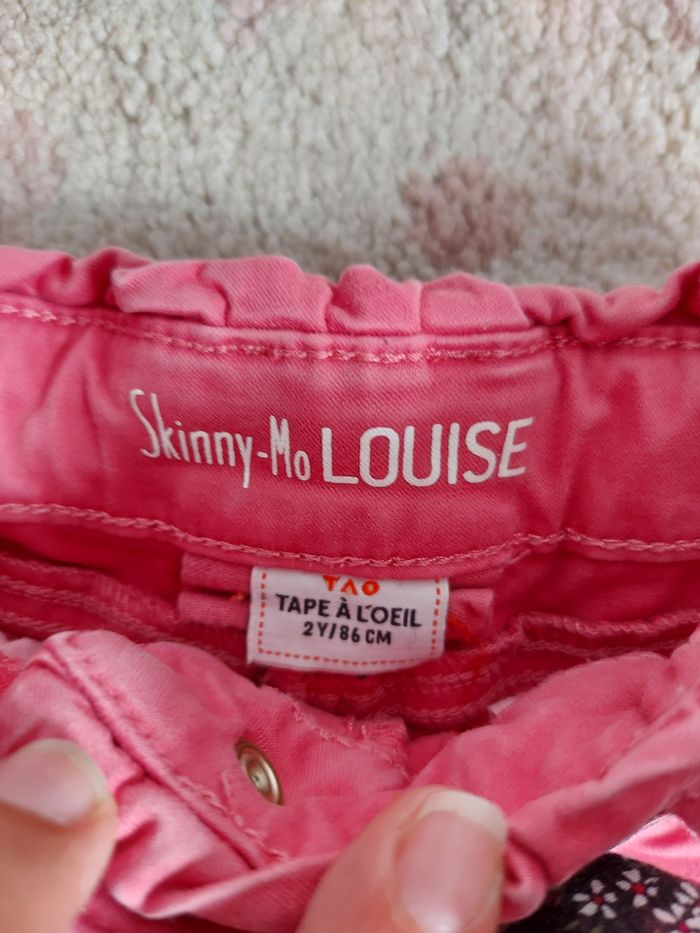 Skinny-Mo LOUISE
TAO
TAPE À L'OEIL
2Y/86 CM